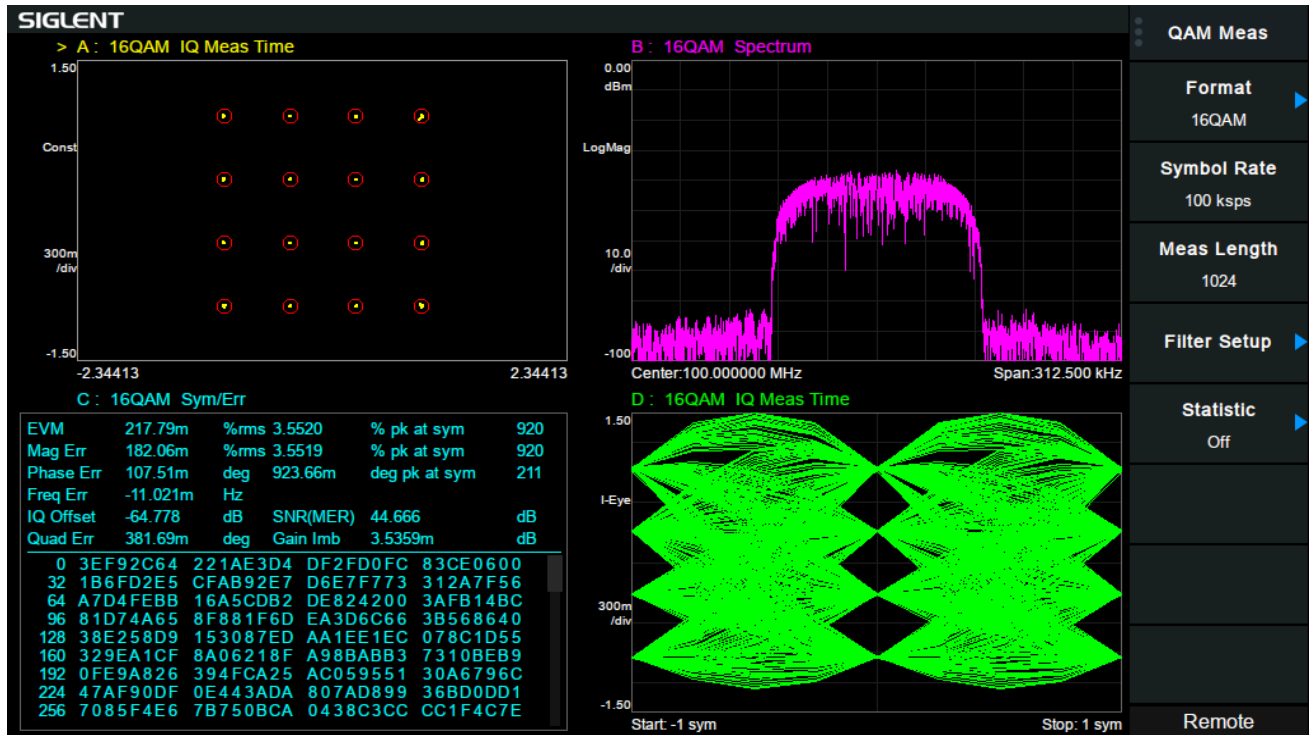 SIGLENT
> A : 16QAM IQ Meas Time
1.50
Const
300m
/div
-1.50
-2.34413 2.34413
B : 16QAM Spectrum
0.00
dBm
LogMag
10.0
/div
-100
Center:100.000000 MHz Span:312.500 kHz
C : 16QAM Sym/Err
EVM 217.79m %rms 3.5520 % pk at sym 920
Mag Err 182.06m %rms 3.5519 % pk at sym 920
Phase Err 107.51m deg 923.66m deg pk at sym 211
Freq Err -11.021m Hz
IQ Offset -64.778 dB SNR(MER) 44.666 dB
Quad Err 381.69m deg Gain Imb 3.5359m dB
0 3EF92C64 221AE3D4 DF2FD0FC 83CE0600
32 1B6FD2E5 CFAB92E7 D6E7F773 312A7F56
64 A7D4FEBB 16A5CDB2 DE824200 3AFB14BC
96 81D74A65 8F881F6D EA3D6C66 3B568640
128 38E258D9 153087ED AA1EE1EC 078C1D55
160 329EA1CF 8A06218F A98BABB3 7310BEB9
192 0FE9A826 394FCA25 AC059551 30A6796C
224 47AF90DF 0E443ADA 807AD899 36BD0DD1
256 7085F4E6 7B750BCA 0438C3CC CC1F4C7E
D : 16QAM IQ Meas Time
1.50
I-Eye
300m
/div
-1.50
Start: -1 sym Stop: 1 sym
QAM Meas
Format
16QAM
Symbol Rate
100 ksps
Meas Length
1024
Filter Setup
Statistic
Off
Remote